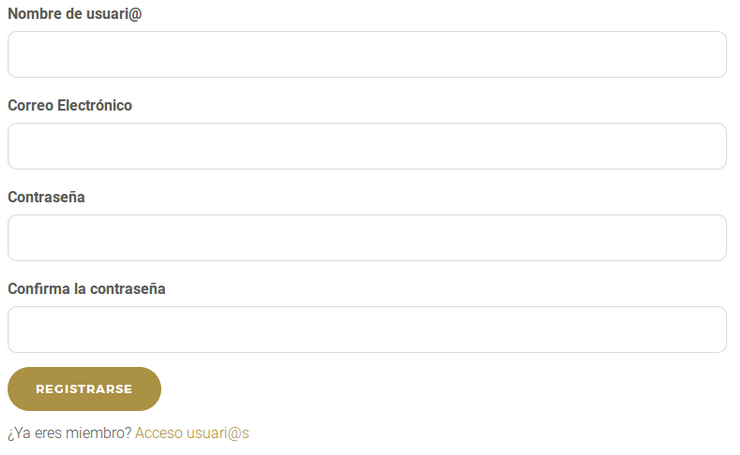 Nombre de usuari@
Correo Electrónico
Contraseña
Confirma la contraseña
REGISTRARSE
¿Ya eres miembro? Acceso usuari@s